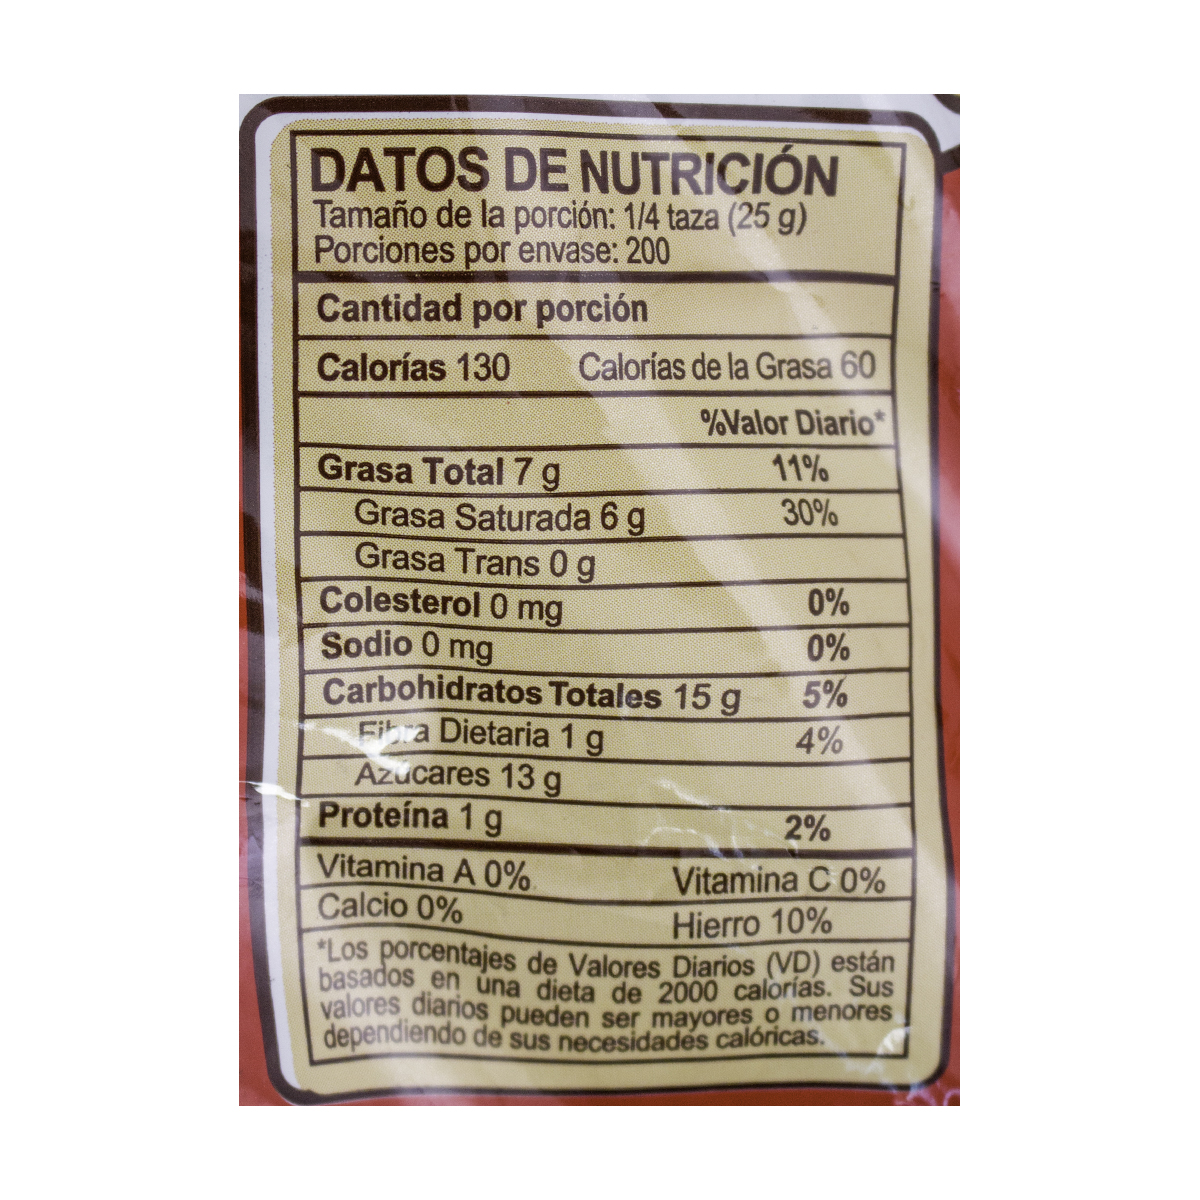 DATOS DE NUTRICIÓN
Tamaño de la porción: 1/4 taza (25 g)
Porciones por envase: 200
Cantidad por porción
Calorías 130 Calorías de la Grasa 60
%Valor Diario*
Grasa Total 7 g 11%
Grasa Saturada 6 g 30%
Grasa Trans 0 g
Colesterol 0 mg 0%
Sodio 0 mg 0%
Carbohidratos Totales 15 g 5%
Fibra Dietaria 1 g 4%
Azúcares 13 g
Proteína 1 g 2%
Vitamina A 0% Vitamina C 0%
Calcio 0% Hierro 10%
*Los porcentajes de Valores Diarios (VD) están
basados en una dieta de 2000 calorías. Sus
valores diarios pueden ser mayores o menores
dependiendo de sus necesidades calóricas.